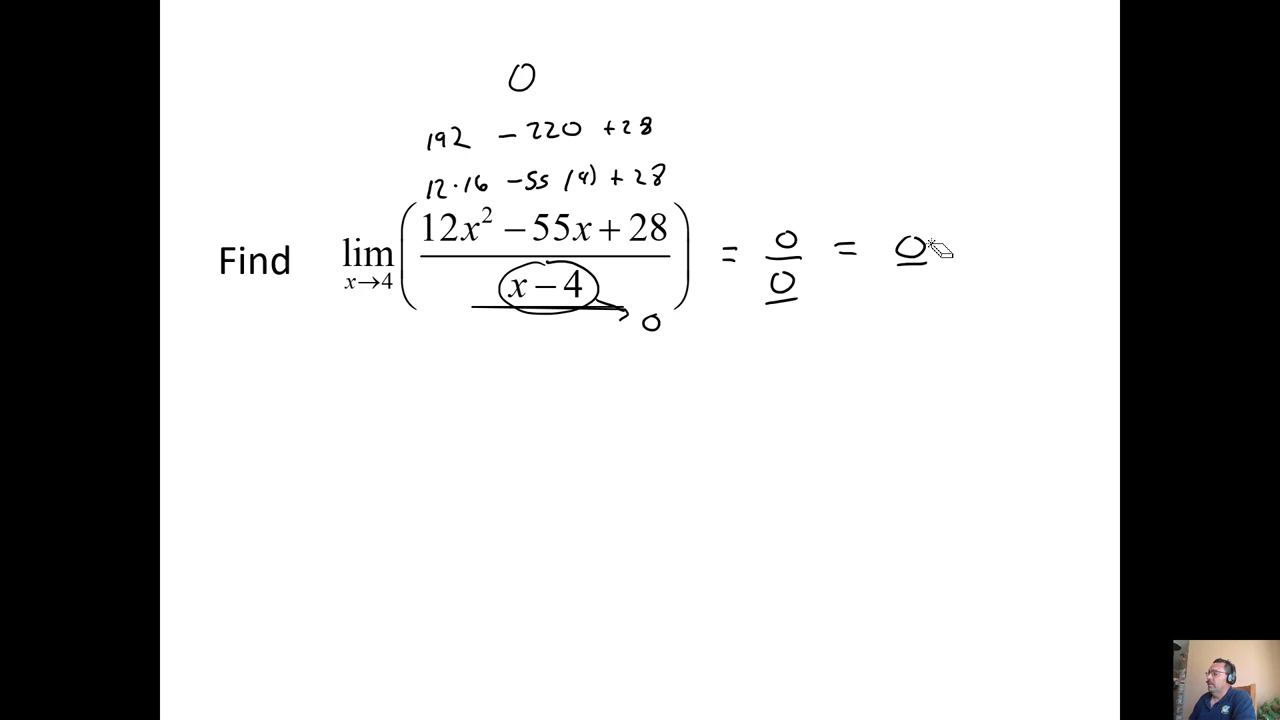 0
192 - 220 + 28
12·16 - 55 (4) + 28
Find lim x→4 ( 12x² − 55x + 28 / x − 4 ) = 0/0 = 0
0